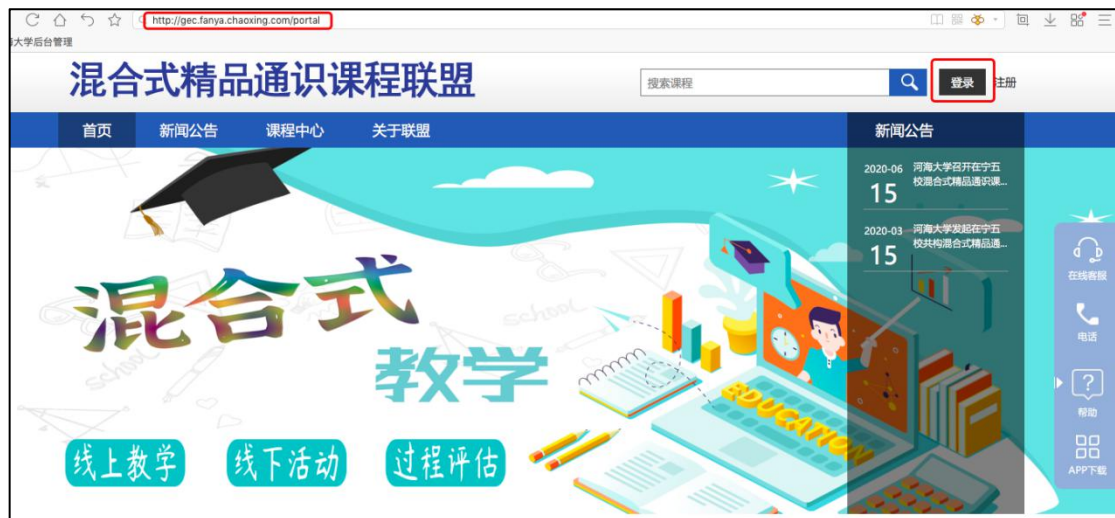 http://gec.fanya.chaoxing.com/portal
大学后台管理
混合式精品通识课程联盟
搜索课程
登录
注册
首页 新闻公告 课程中心 关于联盟
新闻公告
2020-06
15
河海大学召开在宁五
校混合式精品通识课...
2020-03
15
河海大学发起在宁五
校共构混合式精品通...
混合式
教学
线上教学 线下活动 过程评估
school
school
EDUCATION
在线客服
电话
帮助
APP下载